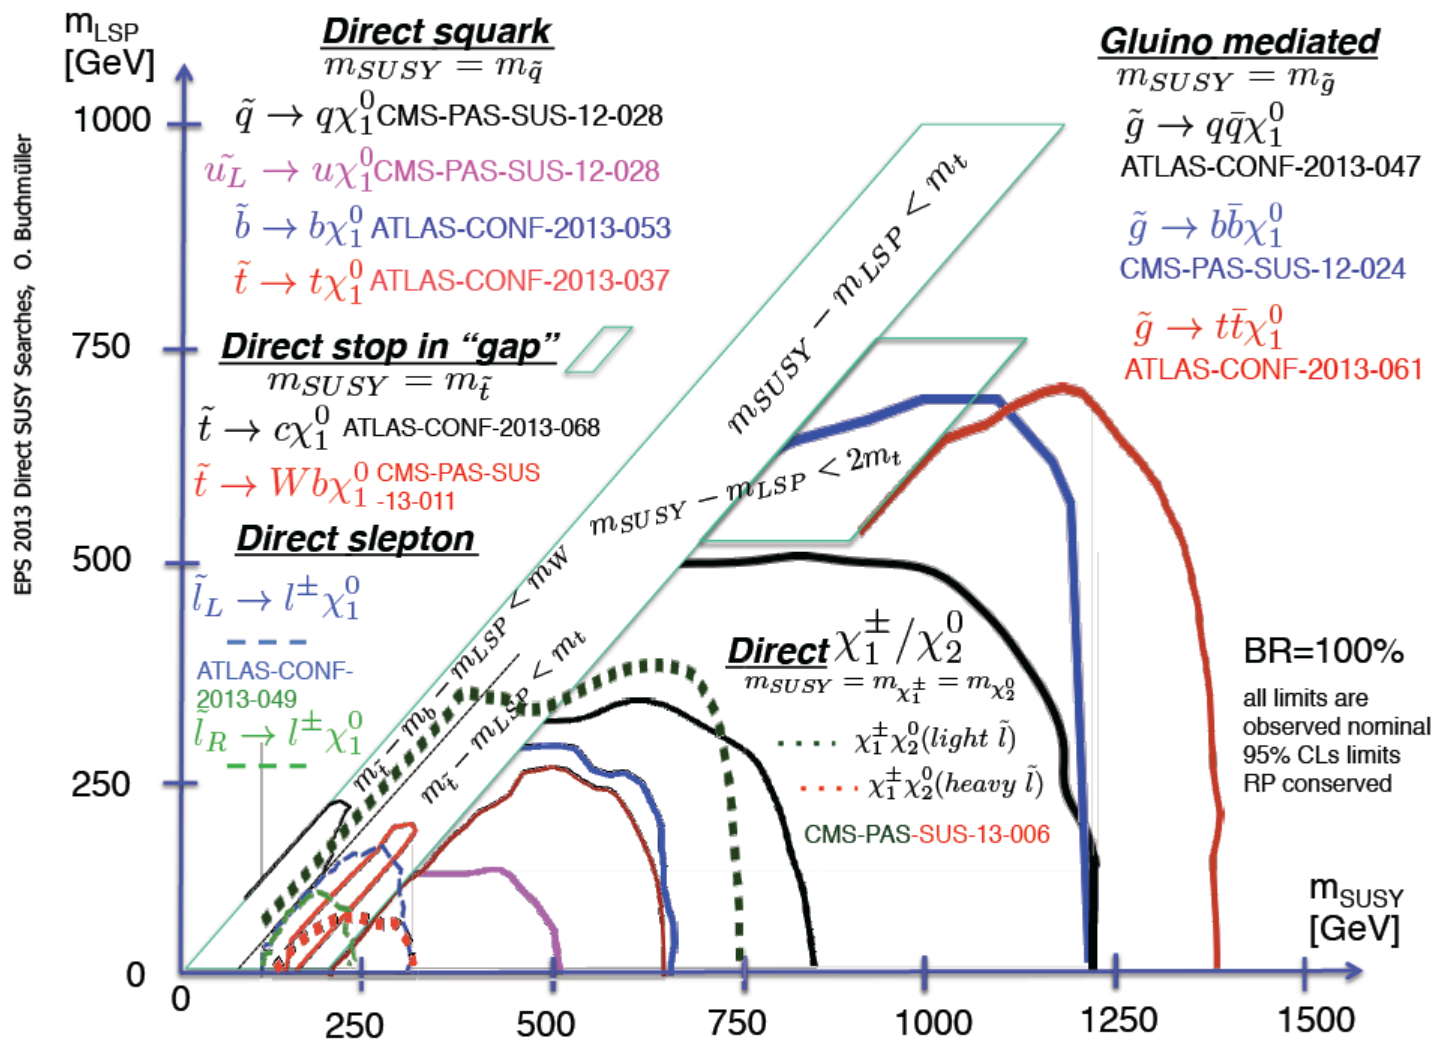 m_LSP
[GeV]
1000
750
500
250
0
0
250
500
750
1000
1250
1500
m_SUSY
[GeV]
EPS 2013 Direct SUSY Searches, O. Buchmüller
Direct squark
m_SUSY = m_q̃
q̃ → qχ₁⁰ CMS-PAS-SUS-12-028
ũ_L → uχ₁⁰ CMS-PAS-SUS-12-028
b̃ → bχ₁⁰ ATLAS-CONF-2013-053
t̃ → tχ₁⁰ ATLAS-CONF-2013-037
Direct stop in “gap”
m_SUSY = m_t̃
t̃ → cχ₁⁰ ATLAS-CONF-2013-068
t̃ → Wbχ₁⁰ CMS-PAS-SUS
-13-011
Direct slepton
l̃_L → l^±χ₁⁰
ATLAS-CONF-
2013-049
l̃_R → l^±χ₁⁰
m_t̃ − m_b − m_LSP < m_W
m_t̃ − m_LSP < m_t
m_SUSY − m_LSP < m_t
m_SUSY − m_LSP < 2m_t
Gluino mediated
m_SUSY = m_g̃
g̃ → qq̄χ₁⁰
ATLAS-CONF-2013-047
g̃ → bb̄χ₁⁰
CMS-PAS-SUS-12-024
g̃ → tt̄χ₁⁰
ATLAS-CONF-2013-061
Direct χ₁^±/χ₂⁰
m_SUSY = m_χ₁^± = m_χ₂⁰
χ₁^±χ₂⁰(light l̃)
χ₁^±χ₂⁰(heavy l̃)
CMS-PAS-SUS-13-006
BR=100%
all limits are
observed nominal
95% CLs limits
RP conserved